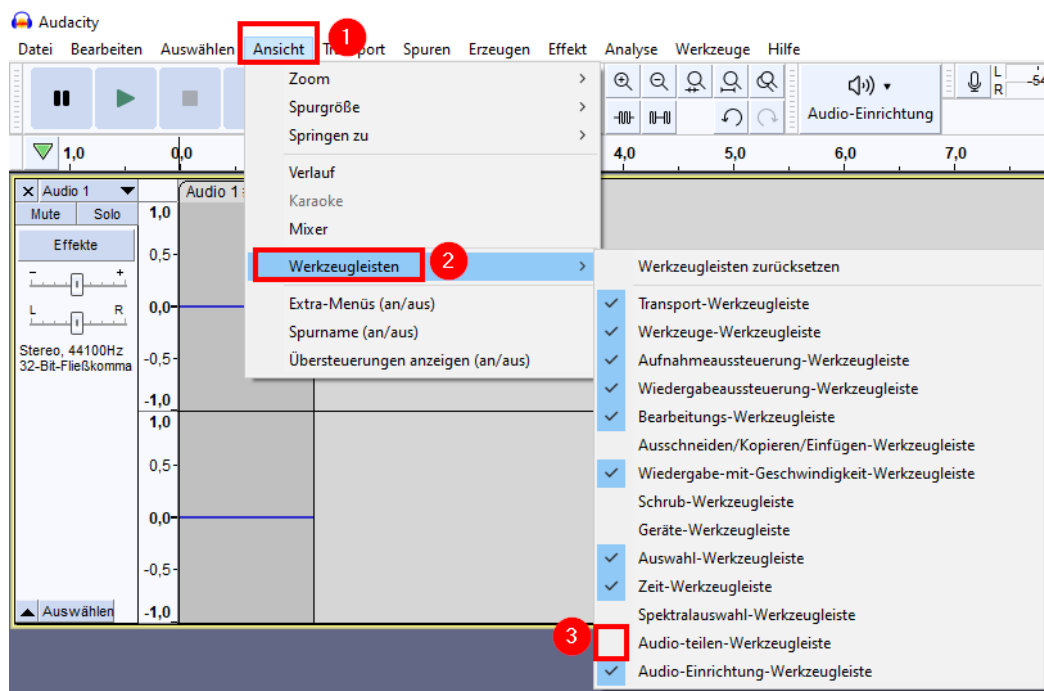 Audacity
Datei Bearbeiten Auswählen Ansicht 1 Transport Spuren Erzeugen Effekt Analyse Werkzeuge Hilfe
L
R
-54
Audio-Einrichtung
1,0 0,0 4,0 5,0 6,0 7,0
Audio 1
Audio 1
Mute Solo
Effekte
- +
L R
Stereo, 44100Hz
32-Bit-Fließkomma
Auswählen
1,0
0,5-
0,0-
-0,5-
-1,0
1,0
0,5-
0,0-
-0,5-
-1,0
Zoom
Spurgröße
Springen zu
Verlauf
Karaoke
Mixer
Werkzeugleisten 2
Extra-Menüs (an/aus)
Spurname (an/aus)
Übersteuerungen anzeigen (an/aus)
Werkzeugleisten zurücksetzen
Transport-Werkzeugleiste
Werkzeuge-Werkzeugleiste
Aufnahmeaussteuerung-Werkzeugleiste
Wiedergabeaussteuerung-Werkzeugleiste
Bearbeitungs-Werkzeugleiste
Ausschneiden/Kopieren/Einfügen-Werkzeugleiste
Wiedergabe-mit-Geschwindigkeit-Werkzeugleiste
Schrub-Werkzeugleiste
Geräte-Werkzeugleiste
Auswahl-Werkzeugleiste
Zeit-Werkzeugleiste
Spektralauswahl-Werkzeugleiste
3 Audio-teilen-Werkzeugleiste
Audio-Einrichtung-Werkzeugleiste